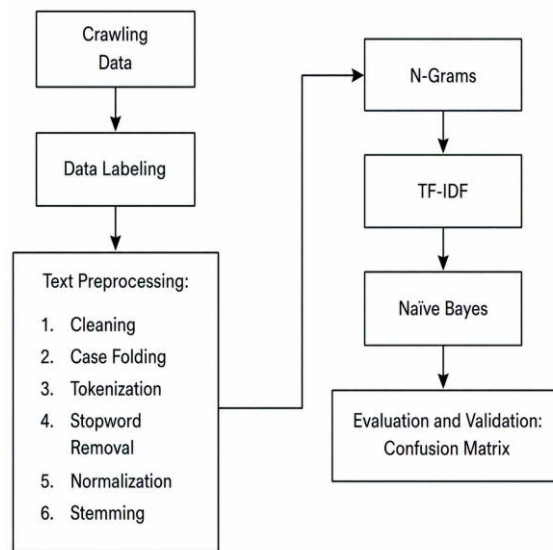 Crawling
Data
Data Labeling
Text Preprocessing:
1. Cleaning
2. Case Folding
3. Tokenization
4. Stopword
Removal
5. Normalization
6. Stemming
N-Grams
TF-IDF
Naïve Bayes
Evaluation and Validation:
Confusion Matrix